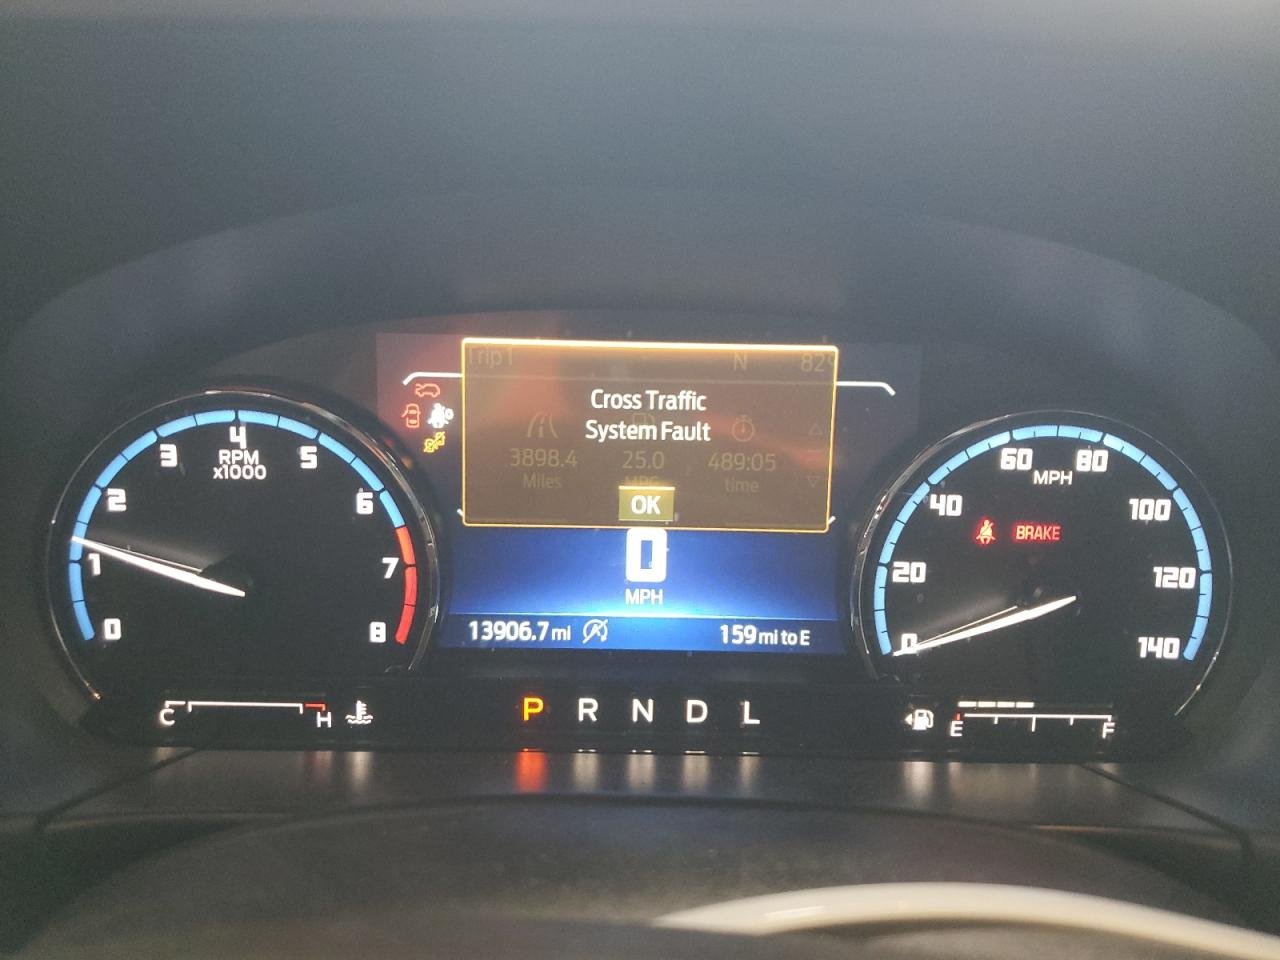 Trip 1 N 82°
Cross Traffic
System Fault
3898.4 25.0 489:05
Miles MPG time
OK
0
MPH
13906.7 mi 159 mi to E
0 1 2 3 4 5 6 7 8
RPM
x1000
0 20 40 60 80 100 120 140
MPH
BRAKE
C H
P R N D L
E F